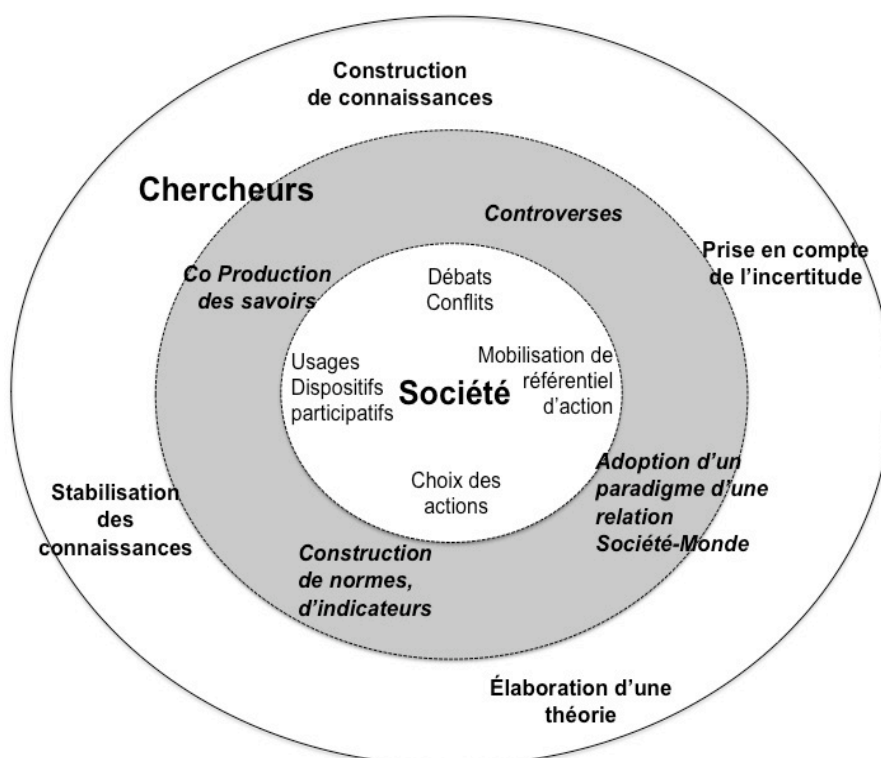 Construction
de connaissances
Chercheurs
Controverses
Prise en compte
de l’incertitude
Co Production
des savoirs
Débats
Conflits
Usages
Dispositifs
participatifs
Société
Mobilisation de
référentiel
d’action
Choix des
actions
Adoption d’un
paradigme d’une
relation
Société-Monde
Stabilisation
des
connaissances
Construction
de normes,
d’indicateurs
Élaboration d’une
théorie